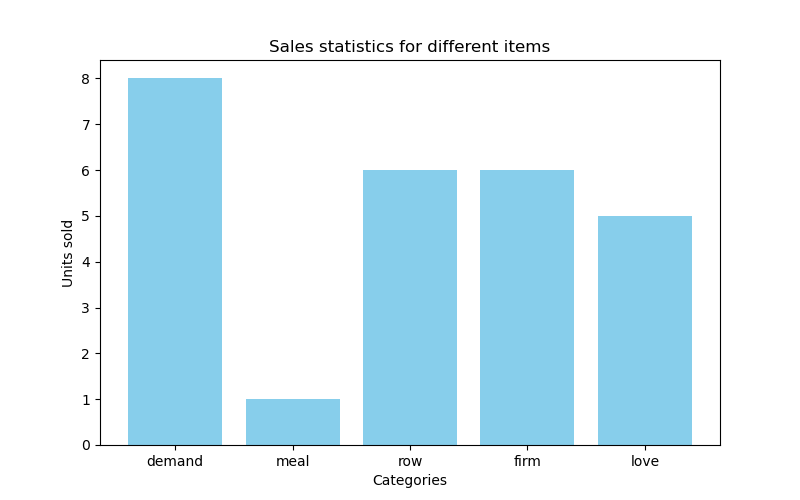 Sales statistics for different items
8
7
6
5
4
3
2
1
0
Units sold
demand meal row firm love
Categories